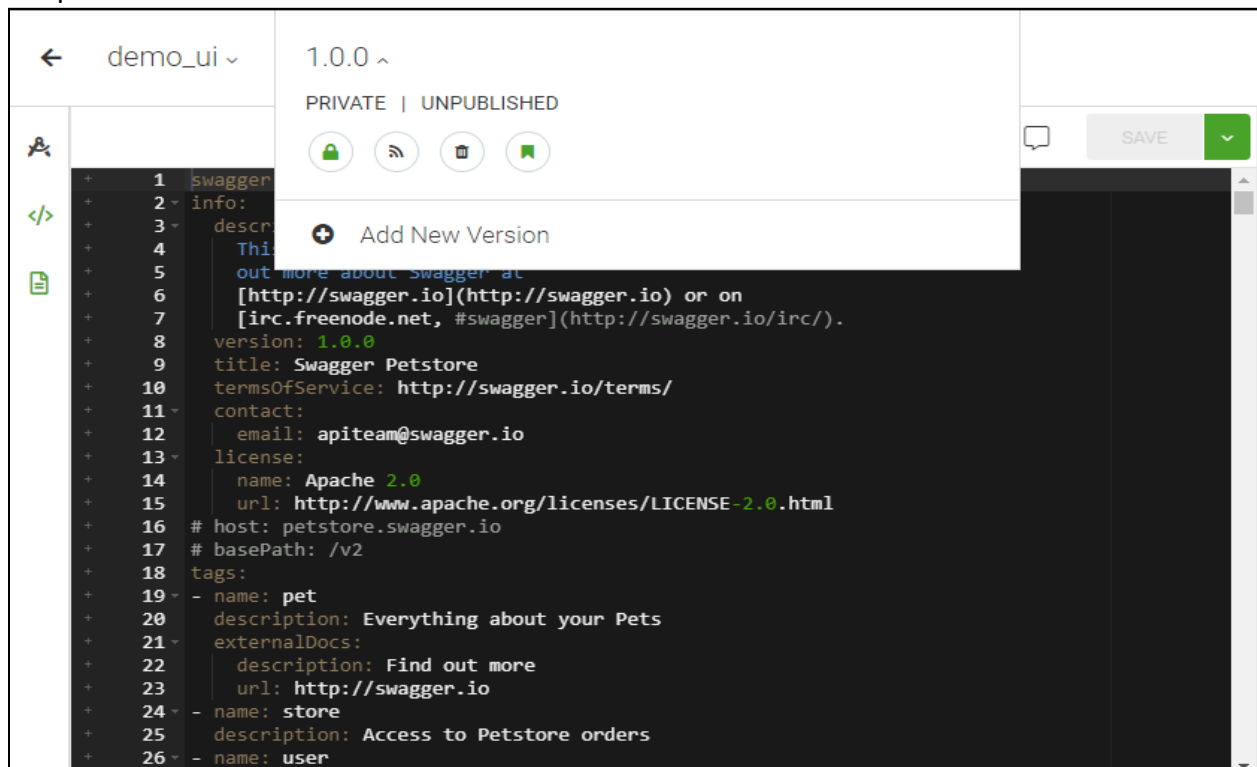 demo_ui
1.0.0
PRIVATE | UNPUBLISHED
SAVE
Add New Version
1 swagger
2 info:
3 descr
4 This
5 out more about Swagger at
6 [http://swagger.io](http://swagger.io) or on
7 [irc.freenode.net, #swagger](http://swagger.io/irc/).
8 version: 1.0.0
9 title: Swagger Petstore
10 termsOfService: http://swagger.io/terms/
11 contact:
12 email: apiteam@swagger.io
13 license:
14 name: Apache 2.0
15 url: http://www.apache.org/licenses/LICENSE-2.0.html
16 # host: petstore.swagger.io
17 # basePath: /v2
18 tags:
19 - name: pet
20 description: Everything about your Pets
21 externalDocs:
22 description: Find out more
23 url: http://swagger.io
24 - name: store
25 description: Access to Petstore orders
26 - name: user